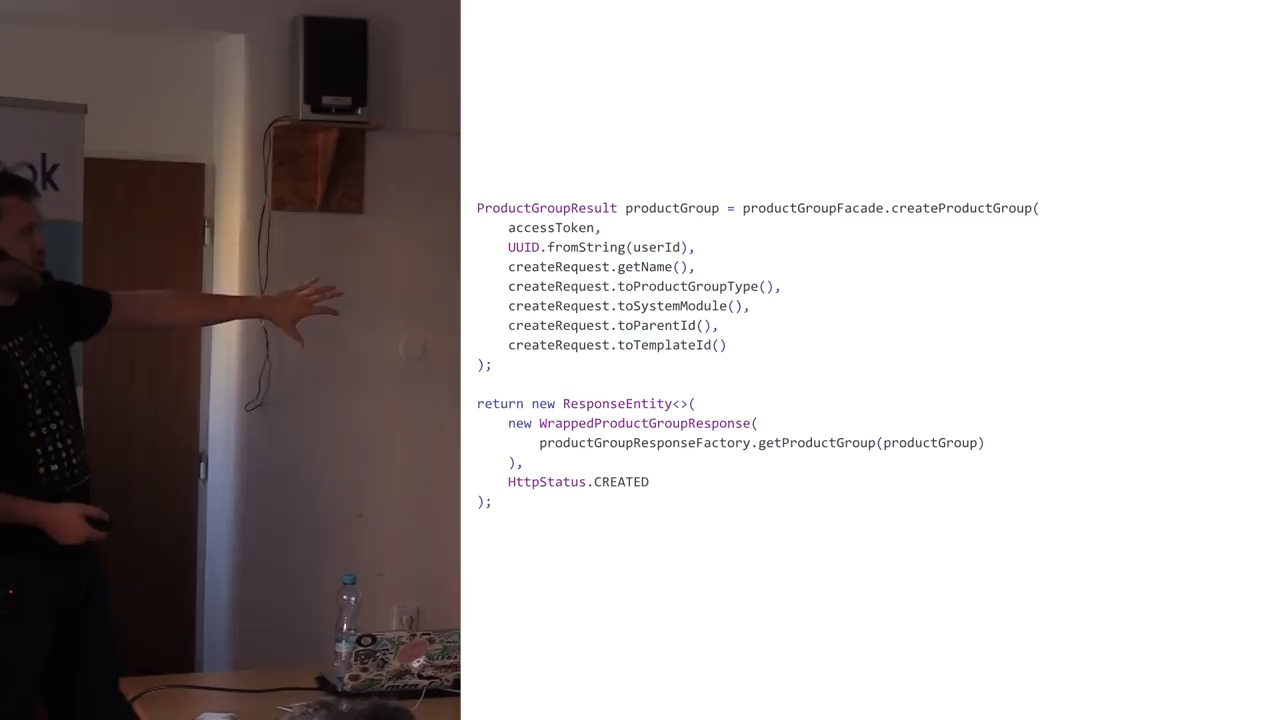 ok
ProductGroupResult productGroup = productGroupFacade.createProductGroup(
    accessToken,
    UUID.fromString(userId),
    createRequest.getName(),
    createRequest.toProductGroupType(),
    createRequest.toSystemModule(),
    createRequest.toParentId(),
    createRequest.toTemplateId()
);
return new ResponseEntity<>(
    new WrappedProductGroupResponse(
        productGroupResponseFactory.getProductGroup(productGroup)
    ),
    HttpStatus.CREATED
);